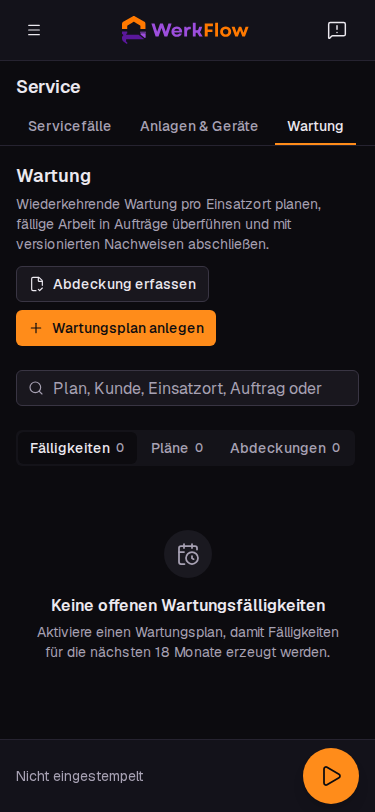 WerkFlow
Service
Servicefälle Anlagen & Geräte Wartung
Wartung
Wiederkehrende Wartung pro Einsatzort planen,
fällige Arbeit in Aufträge überführen und mit
versionierten Nachweisen abschließen.
Abdeckung erfassen
Wartungsplan anlegen
Plan, Kunde, Einsatzort, Auftrag oder
Fälligkeiten 0 Pläne 0 Abdeckungen 0
Keine offenen Wartungsfälligkeiten
Aktiviere einen Wartungsplan, damit Fälligkeiten
für die nächsten 18 Monate erzeugt werden.
Nicht eingestempelt